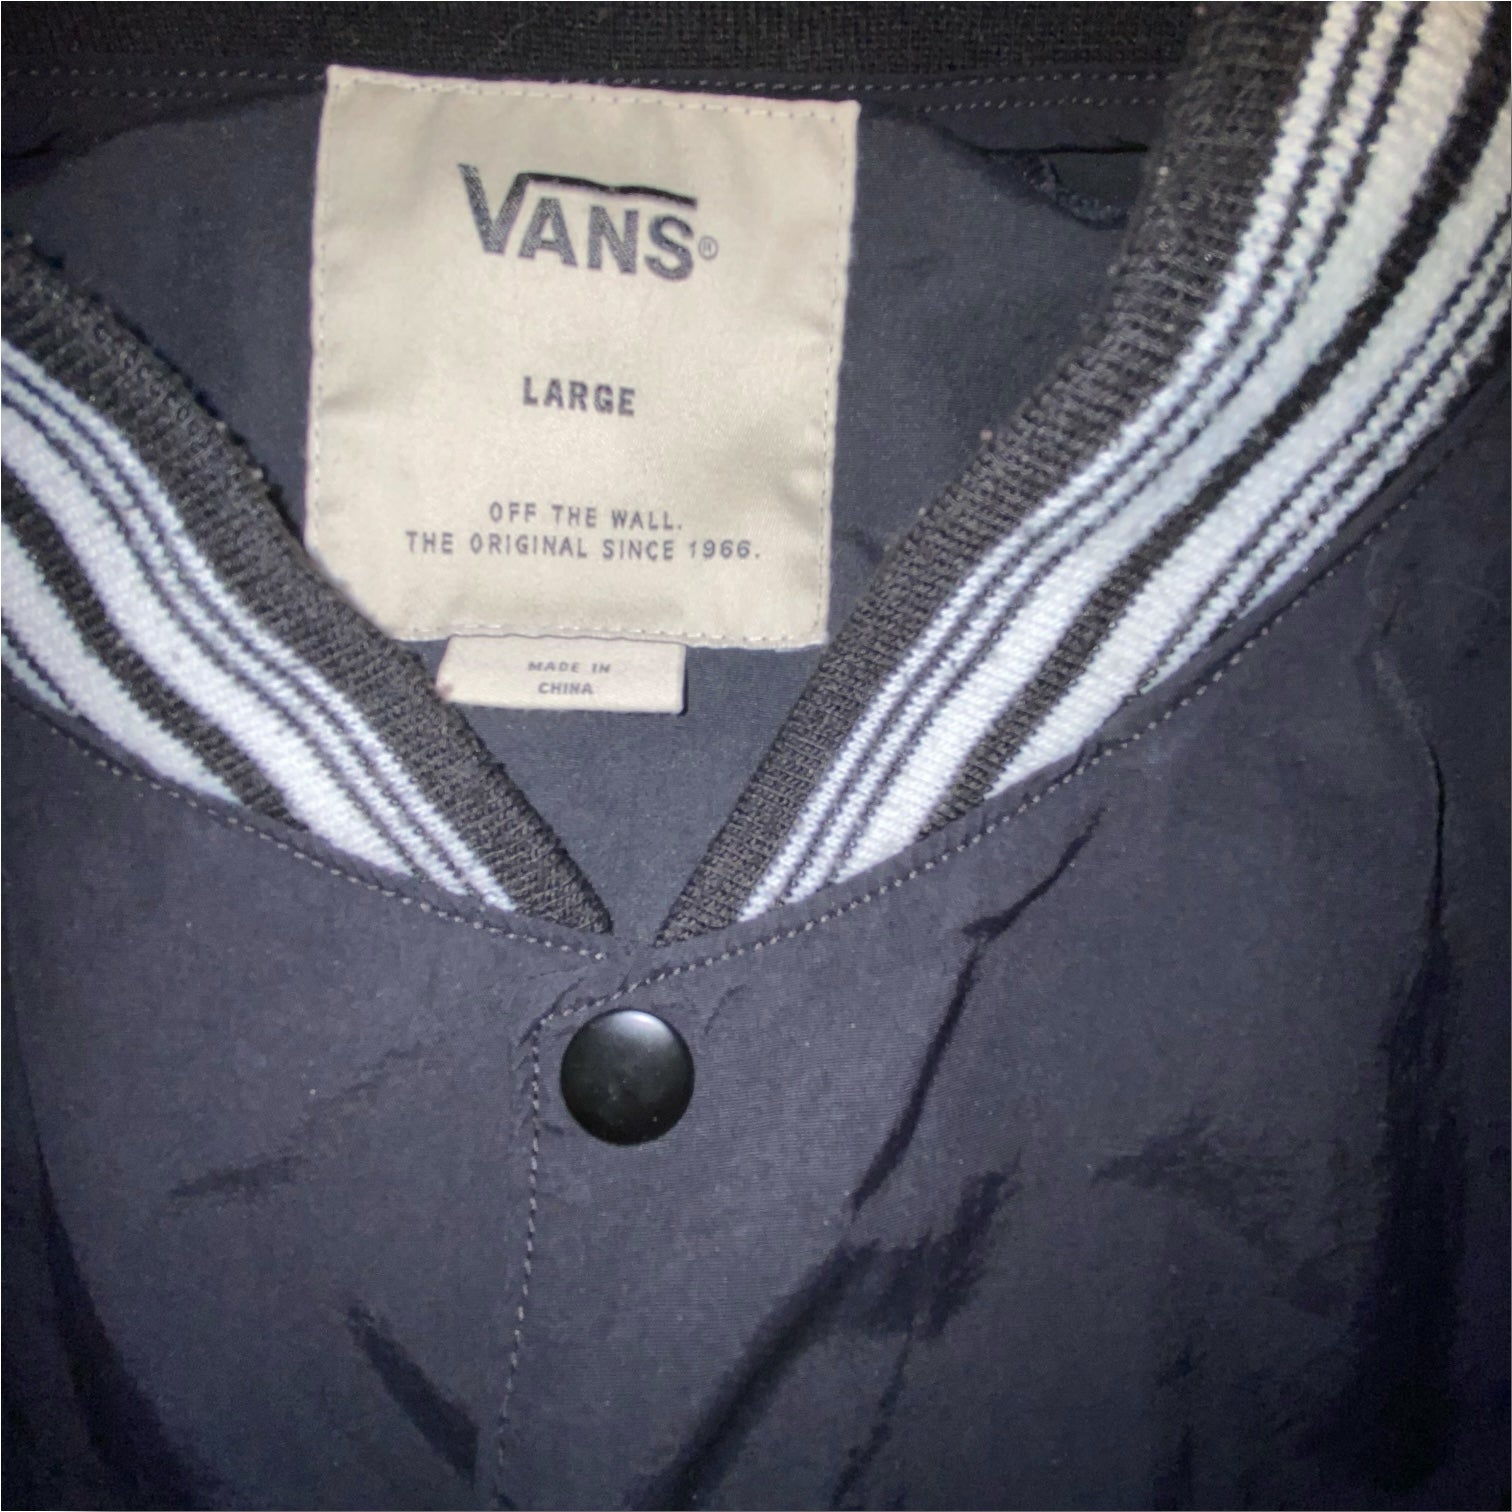 VANS®
LARGE
OFF THE WALL.
THE ORIGINAL SINCE 1966.
MADE IN
CHINA